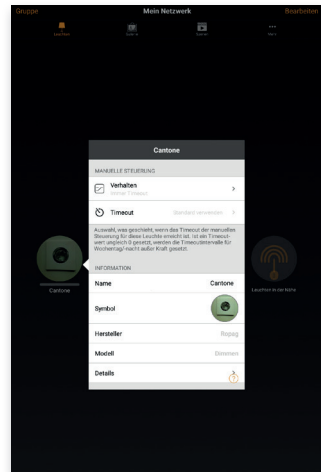 Gruppe
Mein Netzwerk
Bearbeiten
Leuchten
Cantone
MANUELLE STEUERUNG
Verhalten
Timeout
Standard verwenden
Auswahl, was geschieht, wenn das Timeout der manuellen
Steuerung für diese Leuchte erreicht ist. Ist ein Timeout-
wert ungleich 0 gesetzt, werden die Timeoutintervalle für
Wochentag/-nacht außer Kraft gesetzt.
INFORMATION
Name
Cantone
Symbol
Hersteller
Modell
Dimmen
Details
?
Cantone
Leuchten in der Nähe